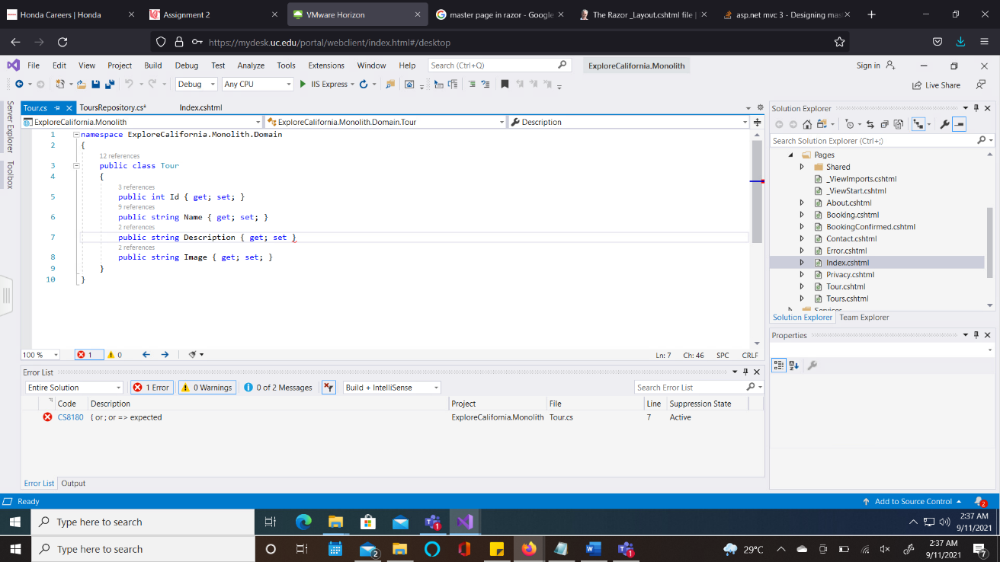 Honda Careers | Honda
Assignment 2
VMware Horizon
master page in razor - Google
The Razor _Layout.cshtml file |
asp.net mvc 3 - Designing mas
https://mydesk.uc.edu/portal/webclient/index.html#/desktop
File Edit View Project Build Debug Test Analyze Tools Extensions Window Help Search (Ctrl+Q) ExploreCalifornia.Monolith Sign in
Debug Any CPU IIS Express Live Share
Server Explorer
Toolbox
Tour.cs ToursRepository.cs* Index.cshtml
ExploreCalifornia.Monolith ExploreCalifornia.Monolith.Domain.Tour Description
1 namespace ExploreCalifornia.Monolith.Domain
2 {
12 references
3 public class Tour
4 {
3 references
5 public int Id { get; set; }
9 references
6 public string Name { get; set; }
2 references
7 public string Description { get; set }
2 references
8 public string Image { get; set; }
9 }
10 }
100 % 1 0 Ln: 7 Ch: 46 SPC CRLF
Error List
Entire Solution 1 Error 0 Warnings 0 of 2 Messages Build + IntelliSense Search Error List
Code Description Project File Line Suppression State
CS8180 { or ; or => expected ExploreCalifornia.Monolith Tour.cs 7 Active
Error List Output
Solution Explorer
Search Solution Explorer (Ctrl+;)
Pages
Shared
_ViewImports.cshtml
_ViewStart.cshtml
About.cshtml
Booking.cshtml
BookingConfirmed.cshtml
Contact.cshtml
Error.cshtml
Index.cshtml
Privacy.cshtml
Tour.cshtml
Tours.cshtml
Services
Solution Explorer Team Explorer
Properties
Ready Add to Source Control 2
Type here to search 1 2:37 AM
9/11/2021
Type here to search 2 1 29°C 2:37 AM
9/11/2021 7